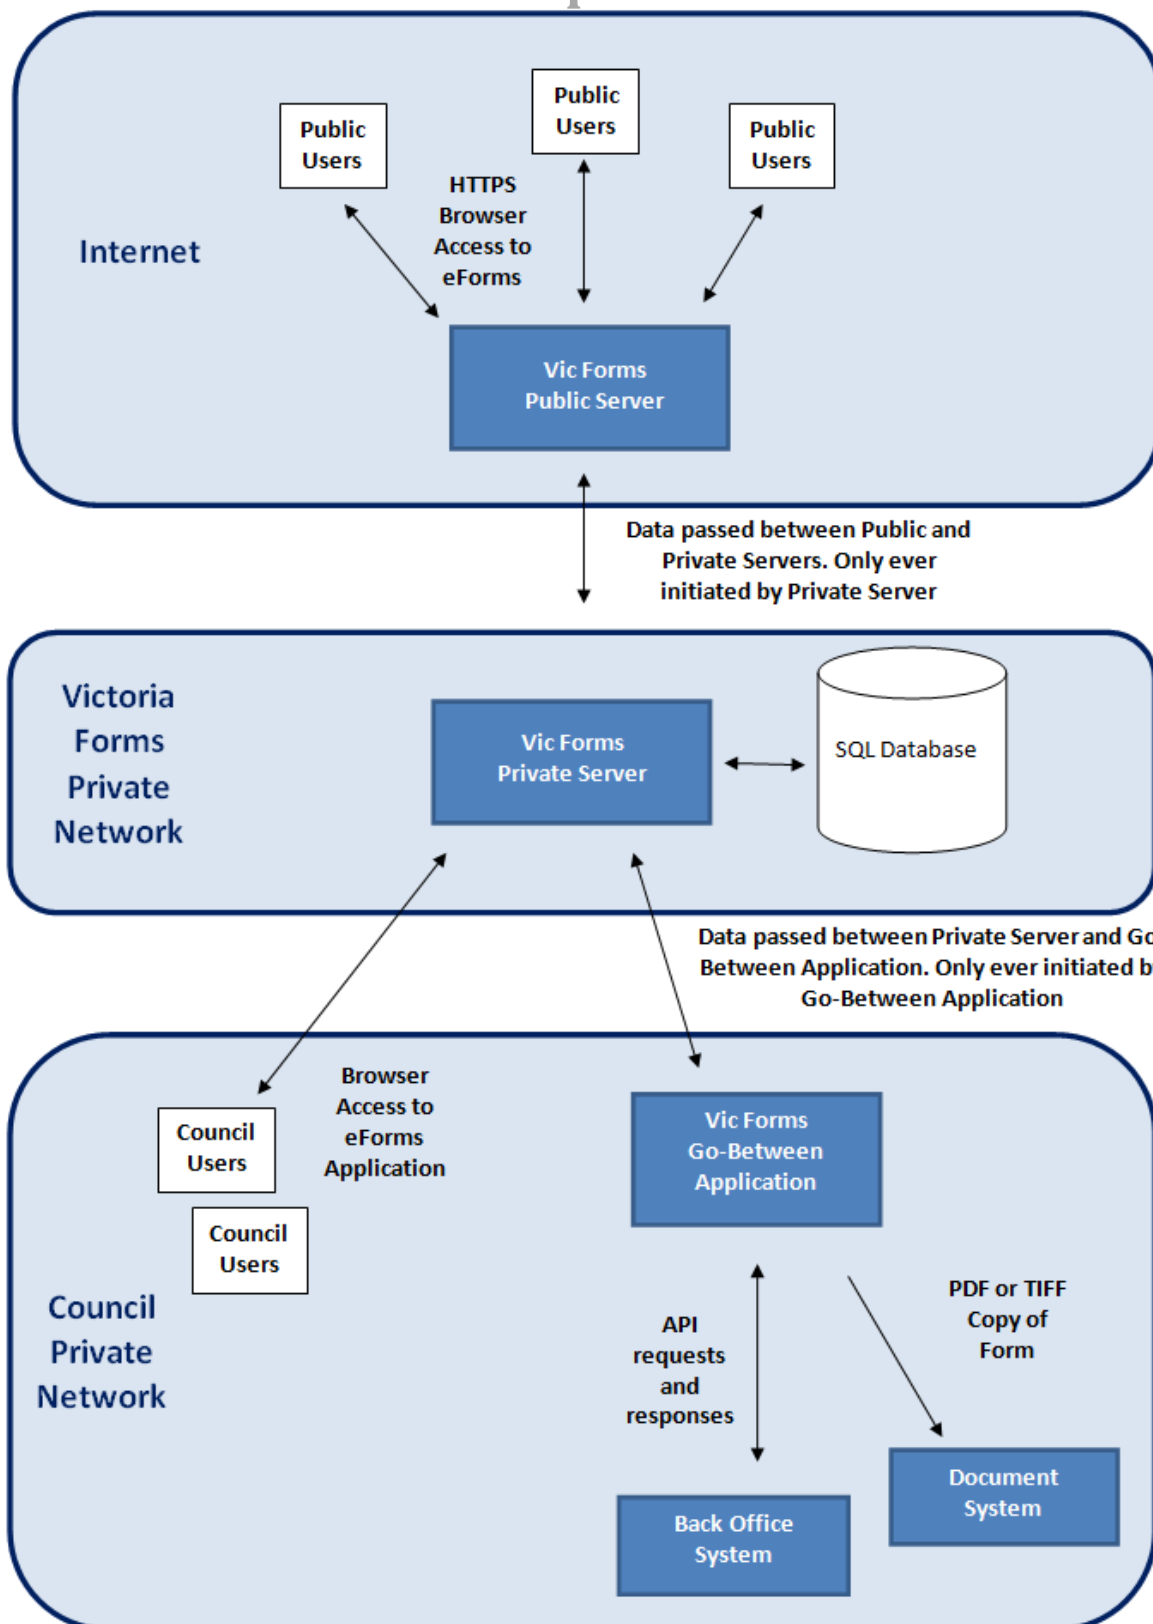 Public
Users
Public
Users
Public
Users
HTTPS
Browser
Access to
eForms
Internet
Vic Forms
Public Server
Data passed between Public and
Private Servers. Only ever
initiated by Private Server
Victoria
Forms
Private
Network
Vic Forms
Private Server
SQL Database
Data passed between Private Server and Go
Between Application. Only ever initiated b
Go-Between Application
Browser
Access to
eForms
Application
Council
Users
Council
Users
Vic Forms
Go-Between
Application
Council
Private
Network
API
requests
and
responses
PDF or TIFF
Copy of
Form
Document
System
Back Office
System